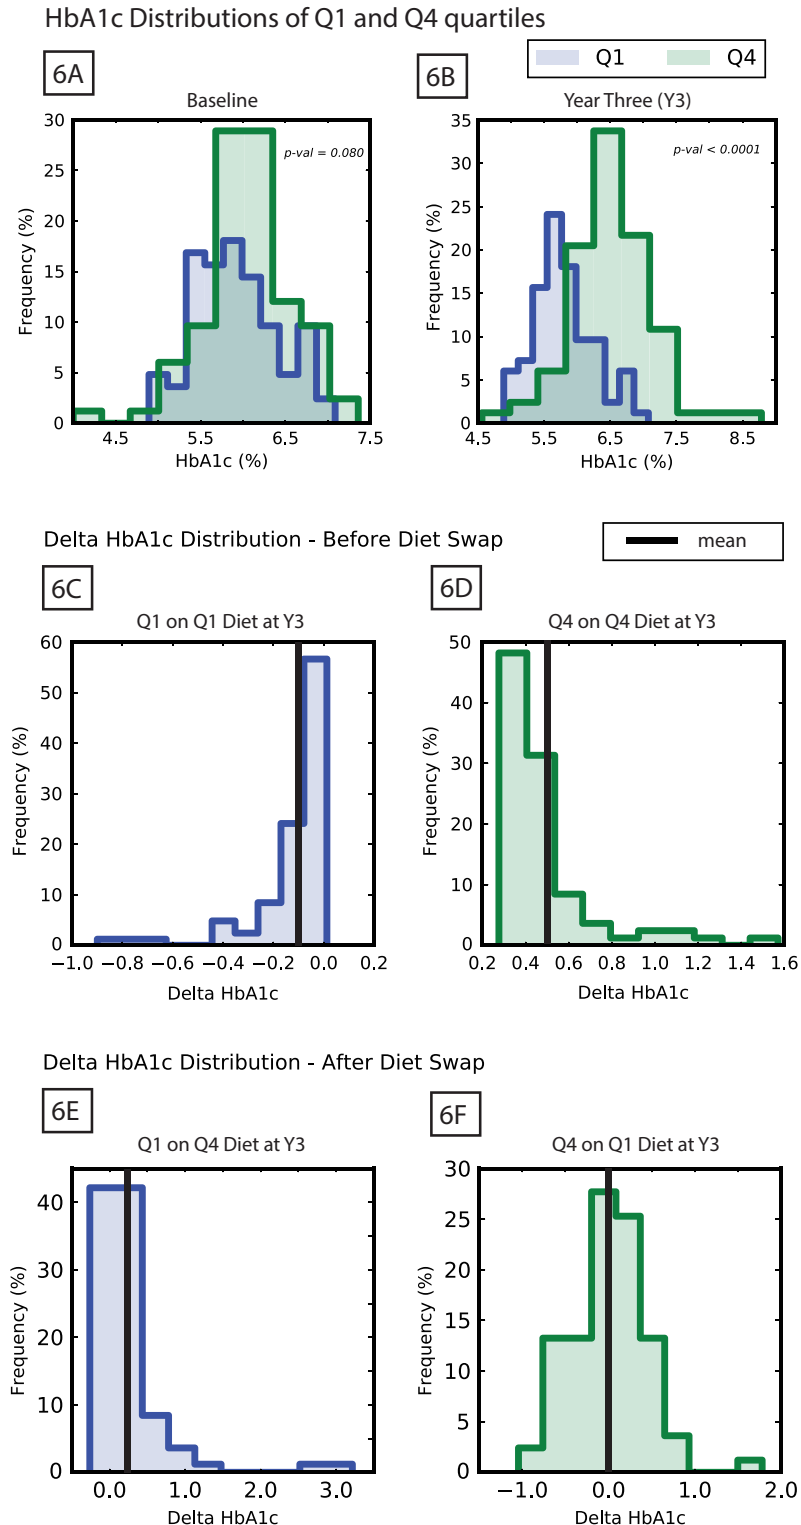 HbA1c Distributions of Q1 and Q4 quartiles
6A
6B
Q1 Q4
Baseline
Year Three (Y3)
30
25
20
15
10
5
0
Frequency (%)
p-val = 0.080
4.5 5.5 6.5 7.5
HbA1c (%)
35
30
25
20
15
10
5
0
Frequency (%)
p-val < 0.0001
4.5 5.5 6.5 7.5 8.5
HbA1c (%)
Delta HbA1c Distribution - Before Diet Swap
mean
6C
6D
Q1 on Q1 Diet at Y3
Q4 on Q4 Diet at Y3
60
50
40
30
20
10
0
Frequency (%)
−1.0 −0.8 −0.6 −0.4 −0.2 0.0 0.2
Delta HbA1c
50
40
30
20
10
0
Frequency (%)
0.2 0.4 0.6 0.8 1.0 1.2 1.4 1.6
Delta HbA1c
Delta HbA1c Distribution - After Diet Swap
6E
6F
Q1 on Q4 Diet at Y3
Q4 on Q1 Diet at Y3
40
30
20
10
0
Frequency (%)
0.0 1.0 2.0 3.0
Delta HbA1c
30
25
20
15
10
5
0
Frequency (%)
−1.0 0.0 1.0 2.0
Delta HbA1c